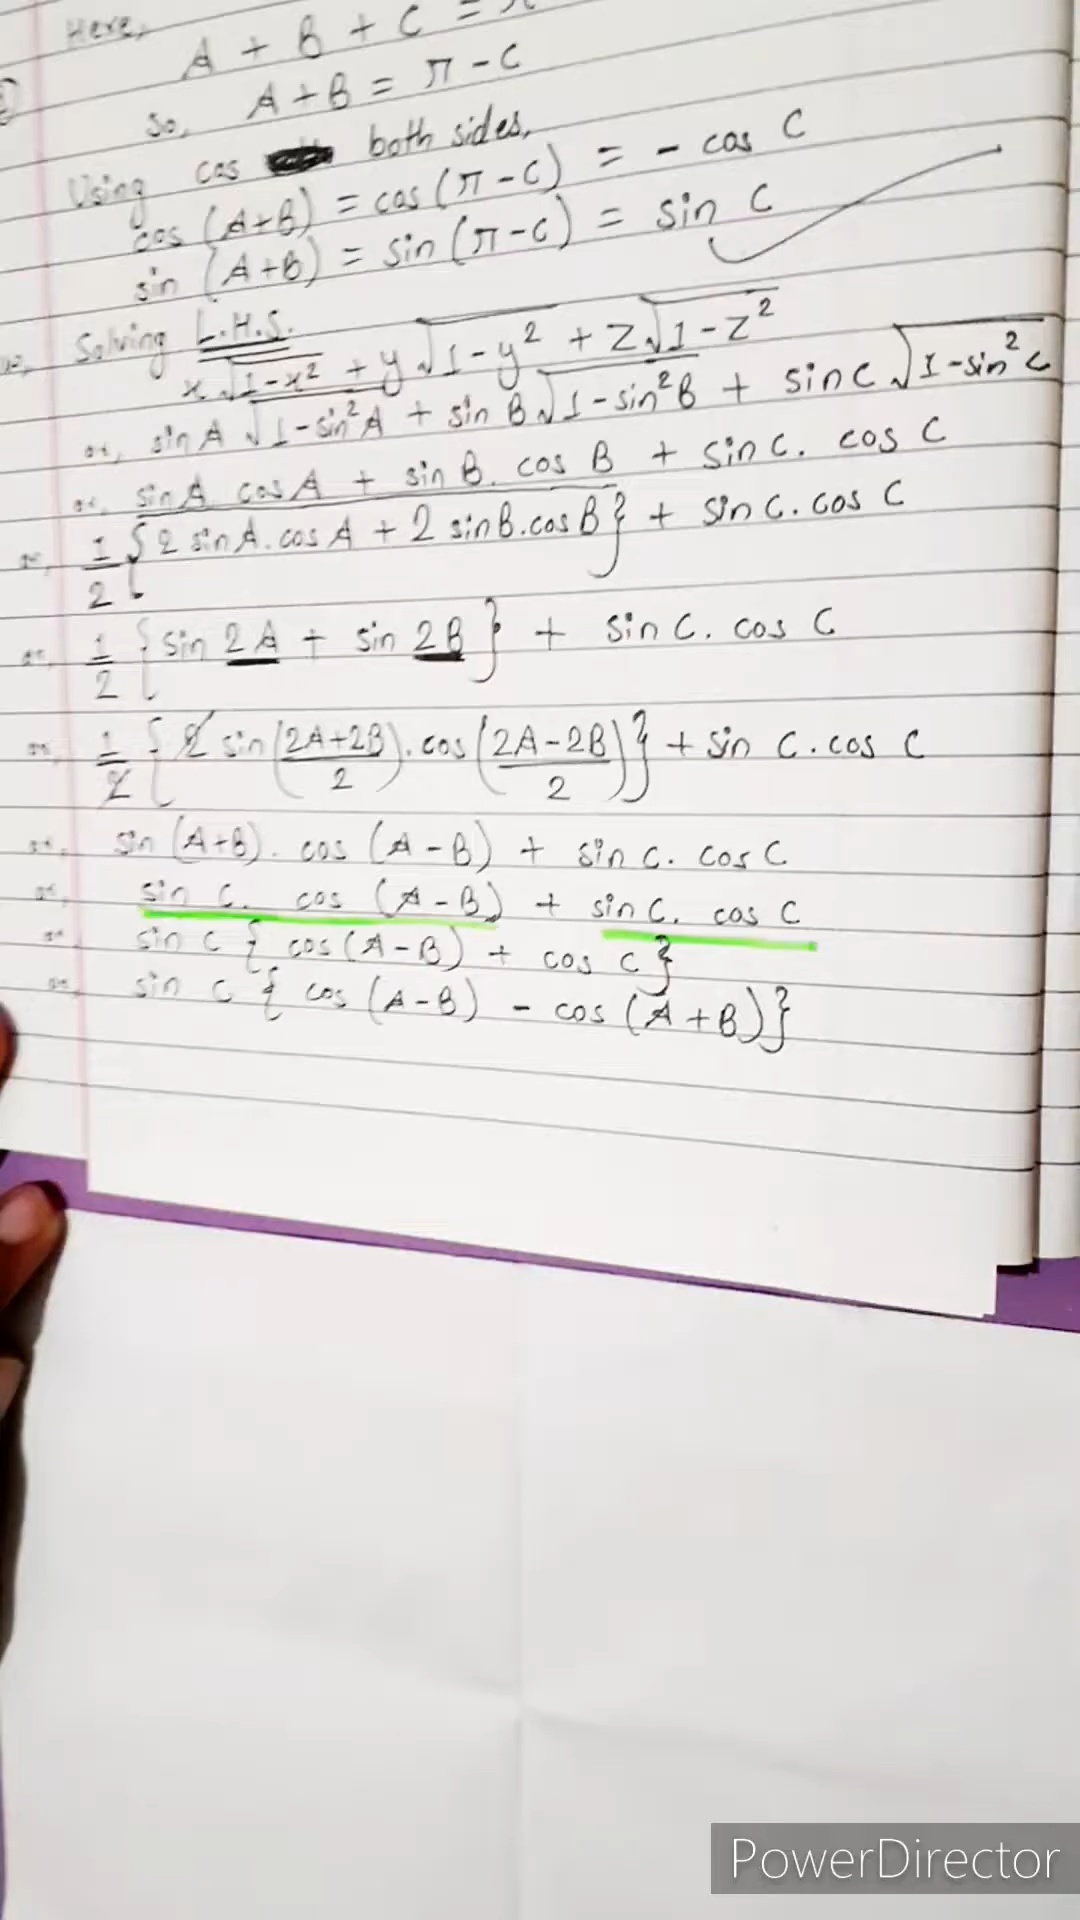 Here,
A + B + C = π
So, A + B = π - C
Using cos both sides,
cos (A+B) = cos (π - C) = - cos C
sin (A+B) = sin (π - C) = sin C
Solving L.H.S.
x √1-x² + y √1-y² + z √1-z²
or, sin A √1-sin²A + sin B √1-sin²B + sin C √1-sin²C
or, sin A. cos A + sin B. cos B + sin C. cos C
or, 1/2 {2 sin A. cos A + 2 sin B. cos B} + sin C. cos C
or, 1/2 {sin 2A + sin 2B} + sin C. cos C
or, 1/2 {2 sin (2A+2B/2). cos (2A-2B/2)} + sin C. cos C
or, sin (A+B). cos (A-B) + sin C. cos C
or, sin C. cos (A-B) + sin C. cos C
or, sin C { cos (A-B) + cos C}
or, sin C { cos (A-B) - cos (A+B)}
PowerDirector